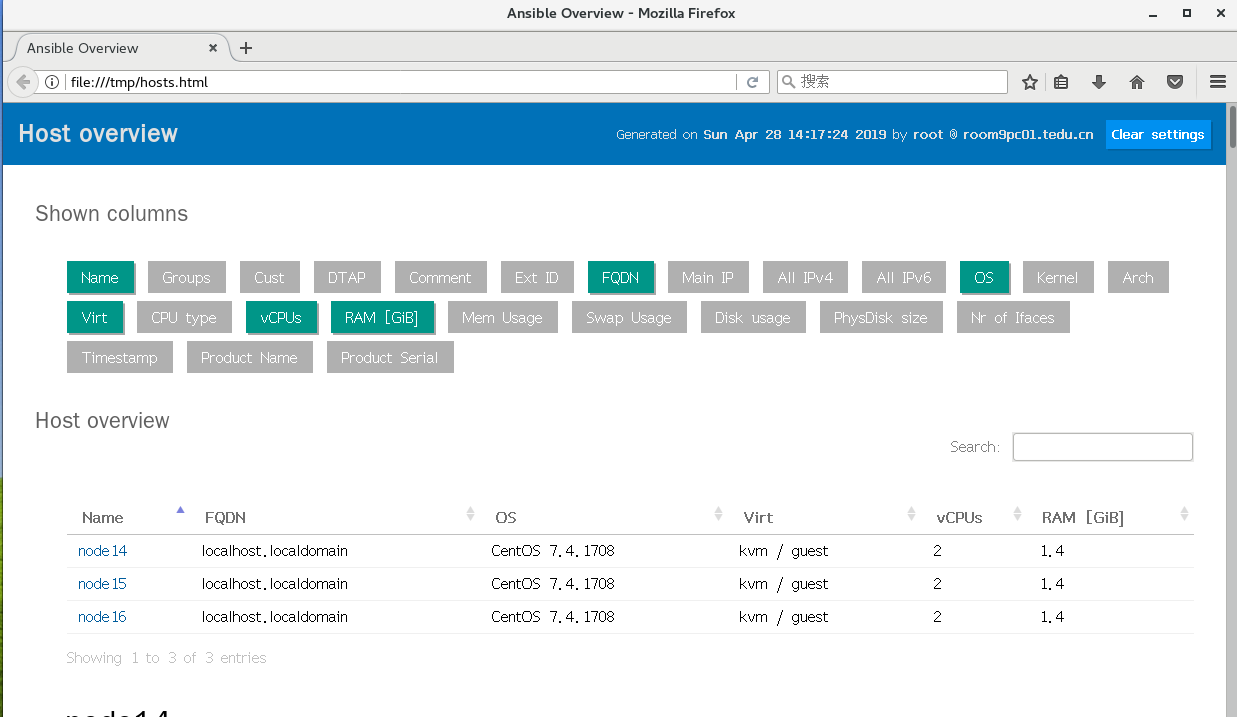 Ansible Overview - Mozilla Firefox
Ansible Overview
file:///tmp/hosts.html
搜索
Host overview
Generated on Sun Apr 28 14:17:24 2019 by root @ room9pc01.tedu.cn
Clear settings
Shown columns
Name Groups Cust DTAP Comment Ext ID FQDN Main IP All IPv4 All IPv6 OS Kernel Arch
Virt CPU type vCPUs RAM [GiB] Mem Usage Swap Usage Disk usage PhysDisk size Nr of Ifaces
Timestamp Product Name Product Serial
Host overview
Search:
Name FQDN OS Virt vCPUs RAM [GiB]
node14 localhost.localdomain CentOS 7.4.1708 kvm / guest 2 1.4
node15 localhost.localdomain CentOS 7.4.1708 kvm / guest 2 1.4
node16 localhost.localdomain CentOS 7.4.1708 kvm / guest 2 1.4
Showing 1 to 3 of 3 entries
node14